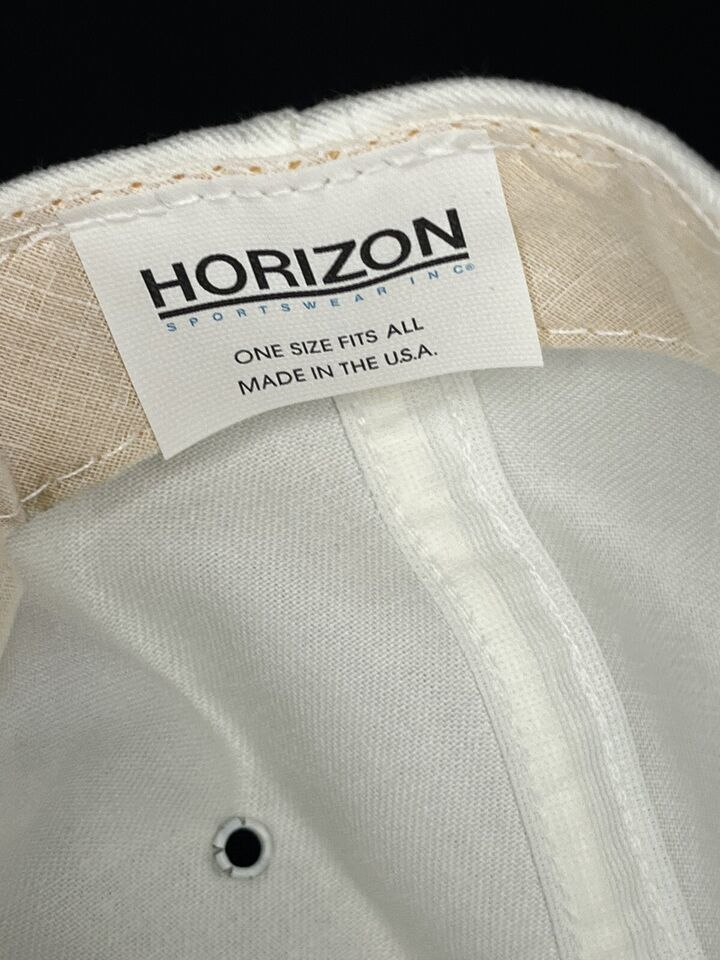 HORIZON
SPORTSWEAR INC®
ONE SIZE FITS ALL
MADE IN THE U.S.A.